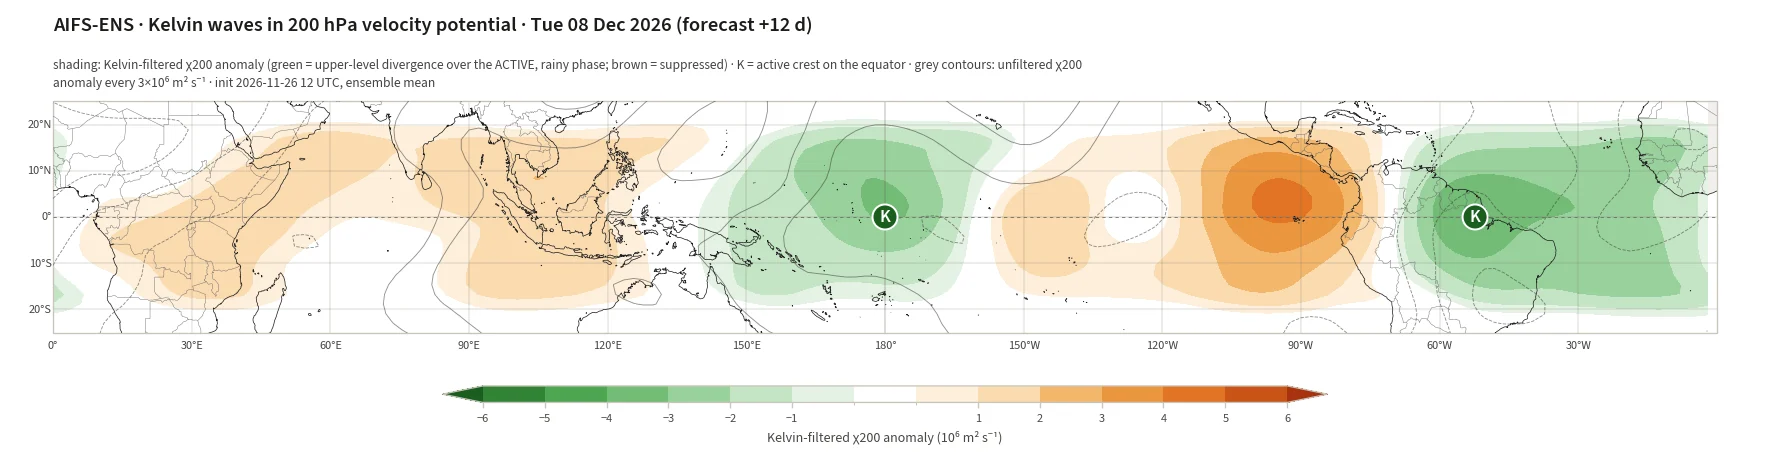 AIFS-ENS · Kelvin waves in 200 hPa velocity potential · Tue 08 Dec 2026 (forecast +12 d)
shading: Kelvin-filtered χ200 anomaly (green = upper-level divergence over the ACTIVE, rainy phase; brown = suppressed) · K = active crest on the equator · grey contours: unfiltered χ200
anomaly every 3×10⁶ m² s⁻¹ · init 2026-11-26 12 UTC, ensemble mean
20°N
10°N
0°
10°S
20°S
K
K
0° 30°E 60°E 90°E 120°E 150°E 180° 150°W 120°W 90°W 60°W 30°W
−6 −5 −4 −3 −2 −1 1 2 3 4 5 6
Kelvin-filtered χ200 anomaly (10⁶ m² s⁻¹)